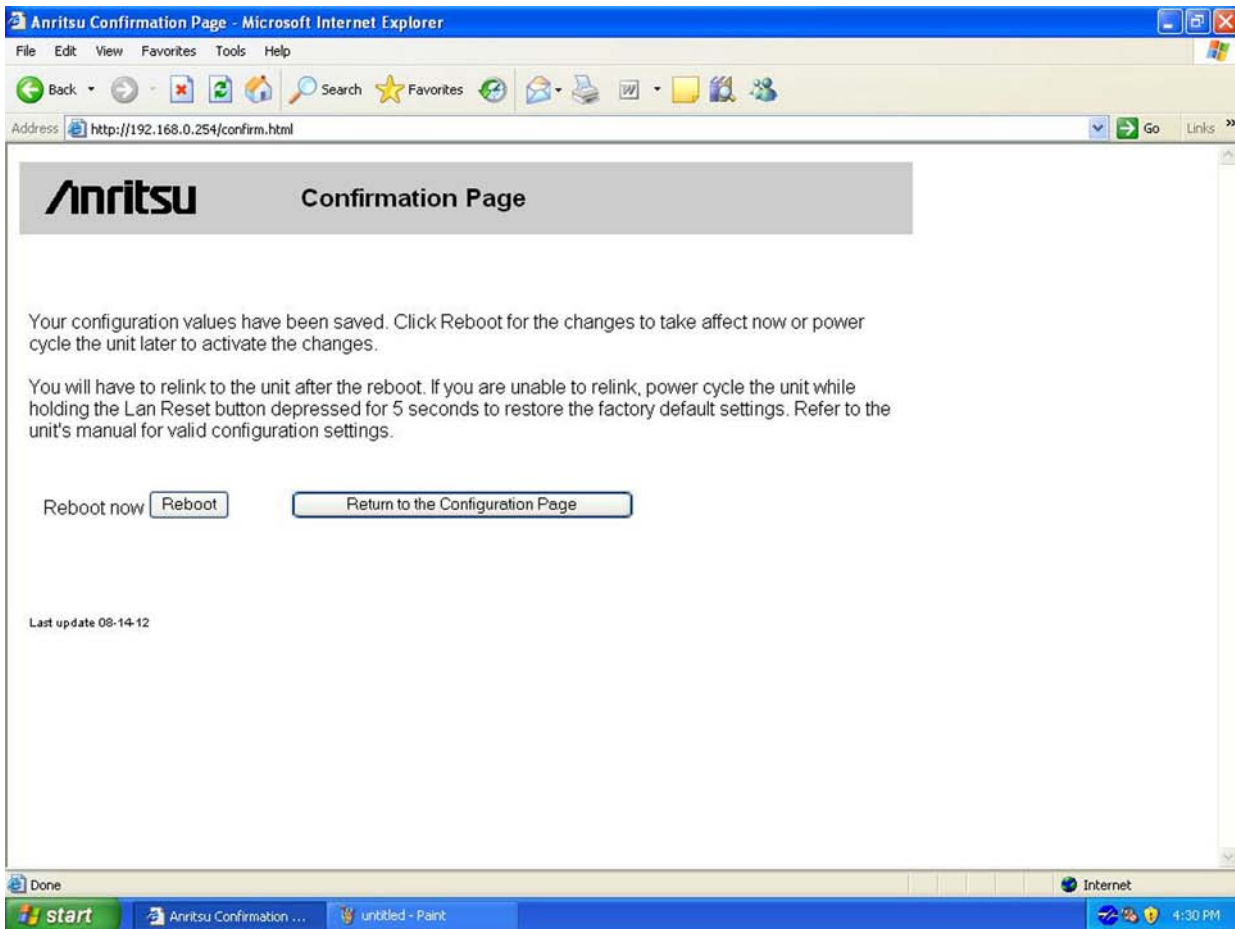 Anritsu Confirmation Page - Microsoft Internet Explorer
File Edit View Favorites Tools Help
Back Search Favorites
Address http://192.168.0.254/confirm.html Go Links »
Anritsu Confirmation Page
Your configuration values have been saved. Click Reboot for the changes to take affect now or power
cycle the unit later to activate the changes.
You will have to relink to the unit after the reboot. If you are unable to relink, power cycle the unit while
holding the Lan Reset button depressed for 5 seconds to restore the factory default settings. Refer to the
unit's manual for valid configuration settings.
Reboot now Reboot Return to the Configuration Page
Last update 08-14-12
Done Internet
start Anritsu Confirmation ... untitled - Paint 4:30 PM